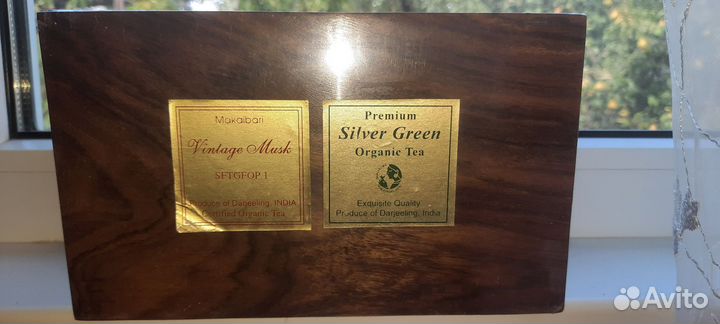 Makaibari
Vintage Musk
SFTGFOP 1
Produce of Darjeeling, INDIA
Certified Organic Tea
Premium
Silver Green
Organic Tea
Exquisite Quality
Produce of Darjeeling, India
Avito